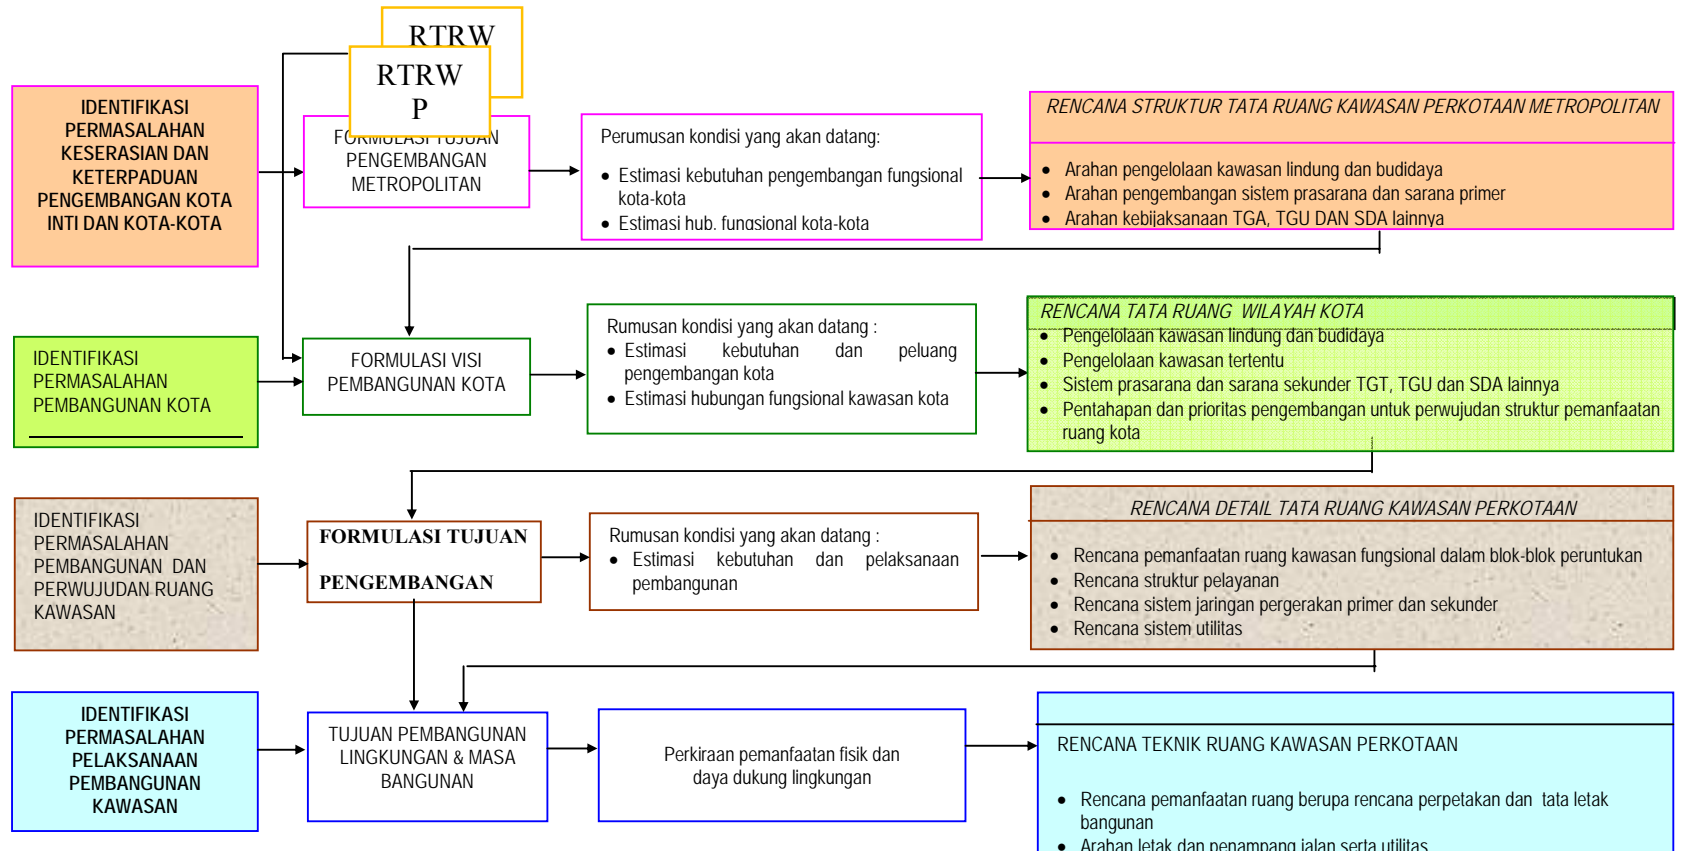 RTRW
RTRW
P
IDENTIFIKASI
PERMASALAHAN
KESERASIAN DAN
KETERPADUAN
PENGEMBANGAN KOTA
INTI DAN KOTA-KOTA
FORMULASI TUJUAN
PENGEMBANGAN
METROPOLITAN
Perumusan kondisi yang akan datang:
• Estimasi kebutuhan pengembangan fungsional
kota-kota
• Estimasi hub. fungsional kota-kota
RENCANA STRUKTUR TATA RUANG KAWASAN PERKOTAAN METROPOLITAN
• Arahan pengelolaan kawasan lindung dan budidaya
• Arahan pengembangan sistem prasarana dan sarana primer
• Arahan kebijaksanaan TGA, TGU DAN SDA lainnya
IDENTIFIKASI
PERMASALAHAN
PEMBANGUNAN KOTA
FORMULASI VISI
PEMBANGUNAN KOTA
Rumusan kondisi yang akan datang :
• Estimasi kebutuhan dan peluang
pengembangan kota
• Estimasi hubungan fungsional kawasan kota
RENCANA TATA RUANG WILAYAH KOTA
• Pengelolaan kawasan lindung dan budidaya
• Pengelolaan kawasan tertentu
• Sistem prasarana dan sarana sekunder TGT, TGU dan SDA lainnya
• Pentahapan dan prioritas pengembangan untuk perwujudan struktur pemanfaatan
ruang kota
IDENTIFIKASI
PERMASALAHAN
PEMBANGUNAN DAN
PERWUJUDAN RUANG
KAWASAN
FORMULASI TUJUAN
PENGEMBANGAN
Rumusan kondisi yang akan datang :
• Estimasi kebutuhan dan pelaksanaan
pembangunan
RENCANA DETAIL TATA RUANG KAWASAN PERKOTAAN
• Rencana pemanfaatan ruang kawasan fungsional dalam blok-blok peruntukan
• Rencana struktur pelayanan
• Rencana sistem jaringan pergerakan primer dan sekunder
• Rencana sistem utilitas
IDENTIFIKASI
PERMASALAHAN
PELAKSANAAN
PEMBANGUNAN
KAWASAN
TUJUAN PEMBANGUNAN
LINGKUNGAN & MASA
BANGUNAN
Perkiraan pemanfaatan fisik dan
daya dukung lingkungan
RENCANA TEKNIK RUANG KAWASAN PERKOTAAN
• Rencana pemanfaatan ruang berupa rencana perpetakan dan tata letak
bangunan
• Arahan letak dan penampang jalan serta utilitas